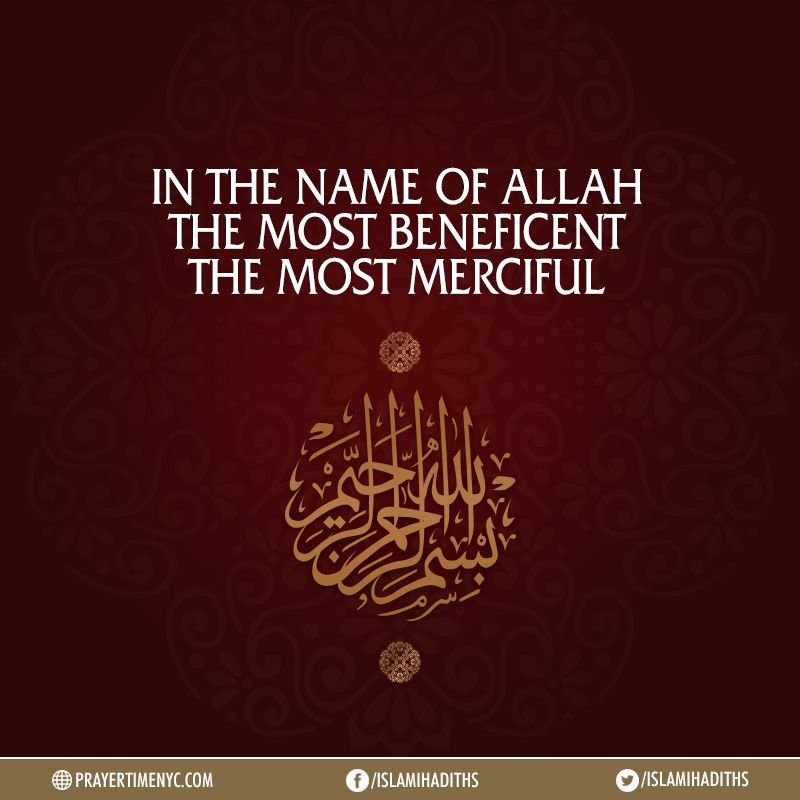 IN THE NAME OF ALLAH
THE MOST BENEFICENT
THE MOST MERCIFUL
بسم الله الرحمن الرحيم
PRAYERTIMENYC.COM
/ISLAMIHADITHS
/ISLAMIHADITHS